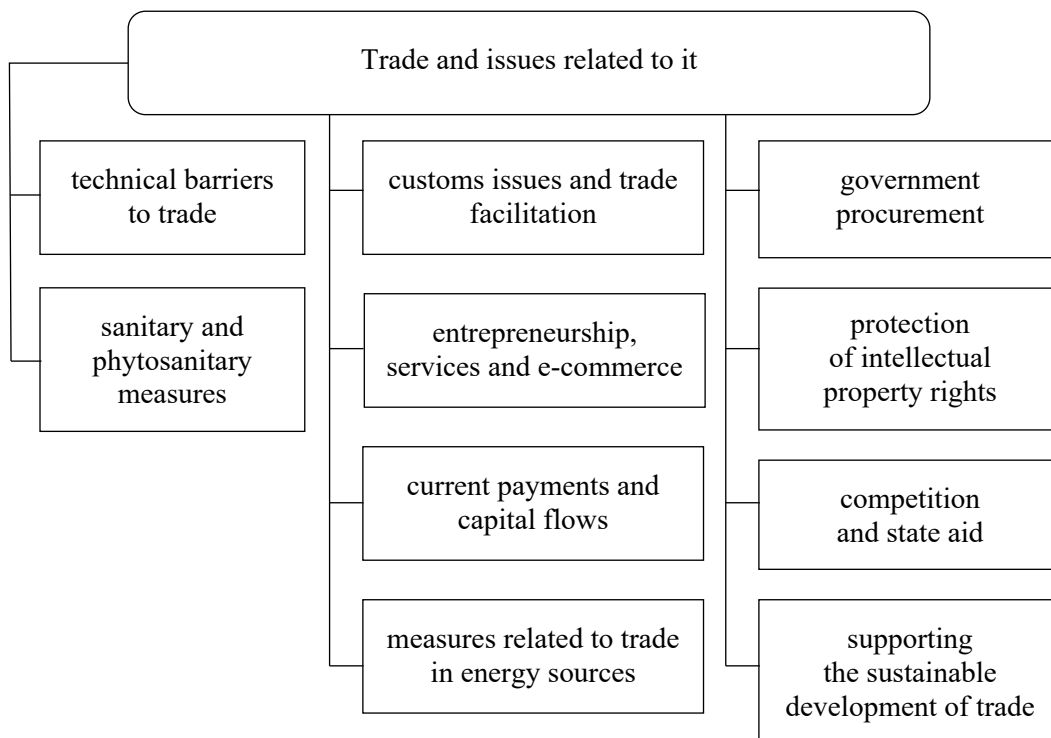 Trade and issues related to it
technical barriers
to trade
sanitary and
phytosanitary
measures
customs issues and trade
facilitation
entrepreneurship,
services and e-commerce
current payments and
capital flows
measures related to trade
in energy sources
government
procurement
protection
of intellectual
property rights
competition
and state aid
supporting
the sustainable
development of trade